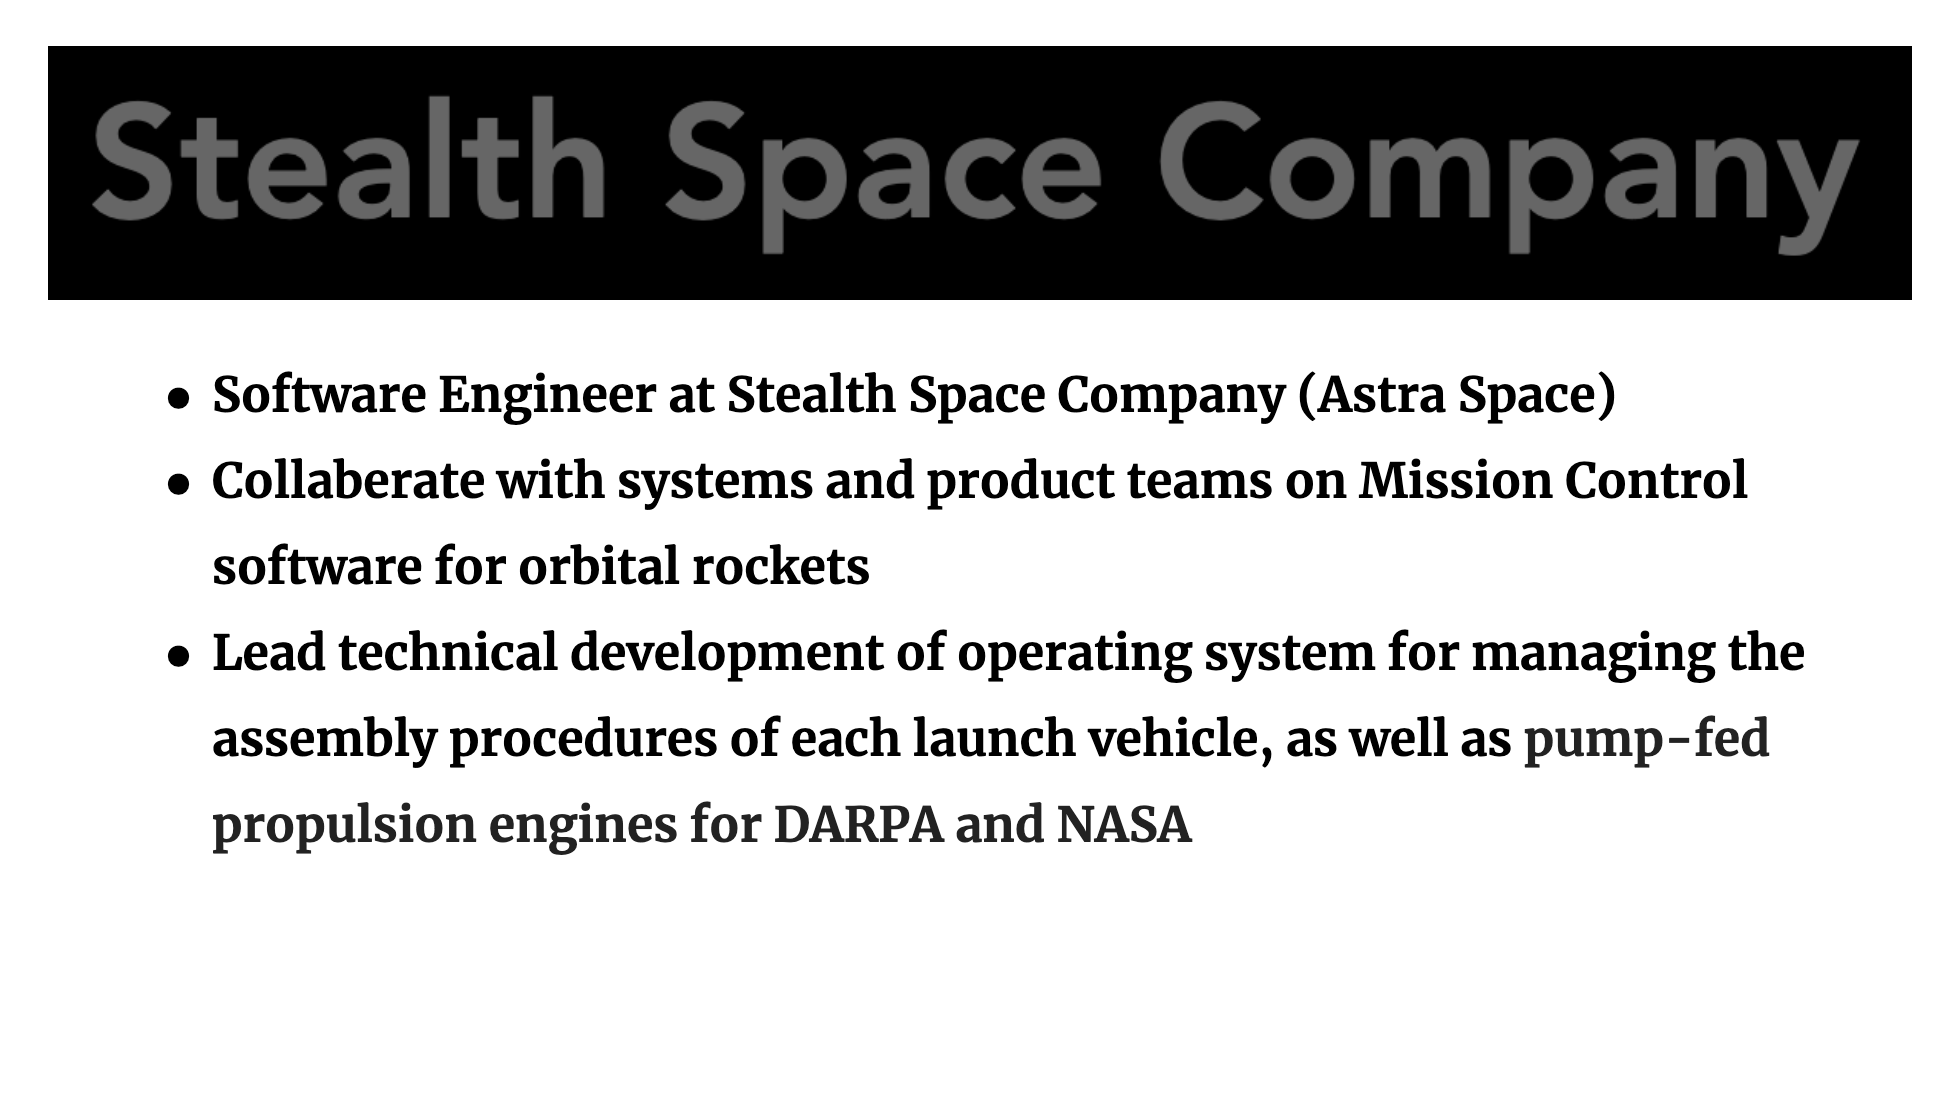 Stealth Space Company
● Software Engineer at Stealth Space Company (Astra Space)
● Collaberate with systems and product teams on Mission Control
software for orbital rockets
● Lead technical development of operating system for managing the
assembly procedures of each launch vehicle, as well as pump-fed
propulsion engines for DARPA and NASA